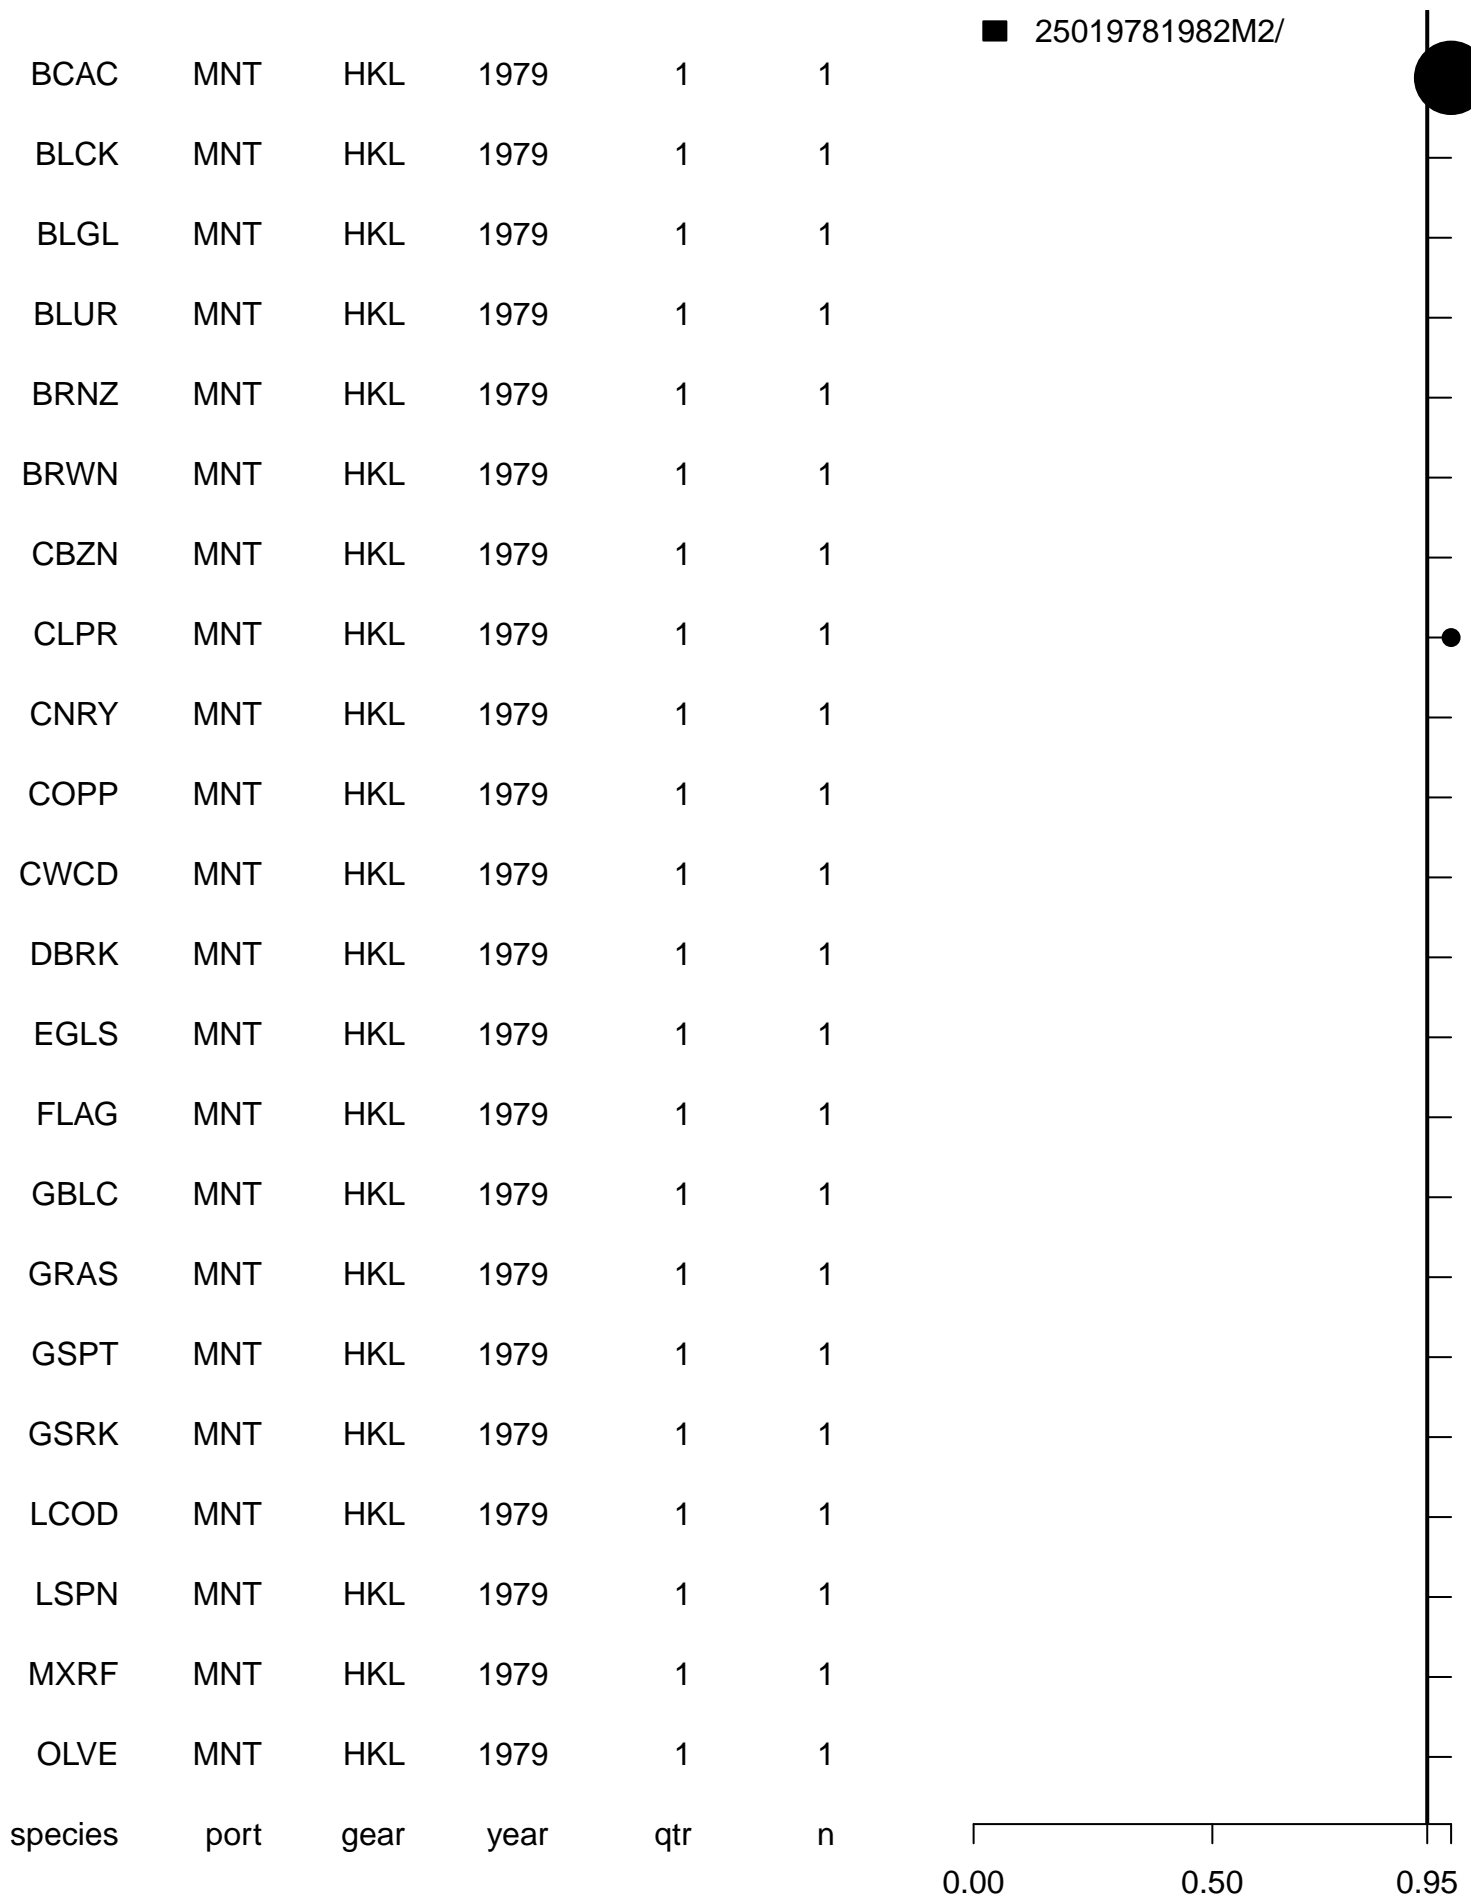 25019781982M2/
BCAC MNT HKL 1979 1 1
BLCK MNT HKL 1979 1 1
BLGL MNT HKL 1979 1 1
BLUR MNT HKL 1979 1 1
BRNZ MNT HKL 1979 1 1
BRWN MNT HKL 1979 1 1
CBZN MNT HKL 1979 1 1
CLPR MNT HKL 1979 1 1
CNRY MNT HKL 1979 1 1
COPP MNT HKL 1979 1 1
CWCD MNT HKL 1979 1 1
DBRK MNT HKL 1979 1 1
EGLS MNT HKL 1979 1 1
FLAG MNT HKL 1979 1 1
GBLC MNT HKL 1979 1 1
GRAS MNT HKL 1979 1 1
GSPT MNT HKL 1979 1 1
GSRK MNT HKL 1979 1 1
LCOD MNT HKL 1979 1 1
LSPN MNT HKL 1979 1 1
MXRF MNT HKL 1979 1 1
OLVE MNT HKL 1979 1 1
species port gear year qtr n
0.00 0.50 0.95